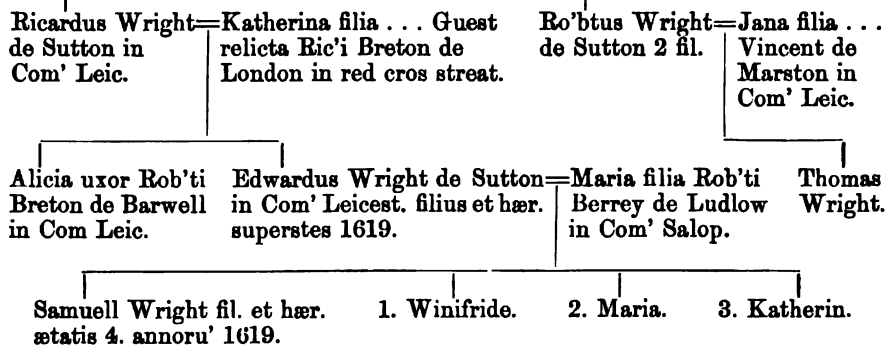 Ricardus Wright=Katherina filia . . . Guest
de Sutton in relicta Ric'i Breton de
Com' Leic. London in red cros streat.
Ro'btus Wright=Jana filia . . .
de Sutton 2 fil. Vincent de
Marston in
Com' Leic.
Alicia uxor Rob'ti
Breton de Barwell
in Com Leic.
Edwardus Wright de Sutton=Maria filia Rob'ti
in Com' Leicest. filius et hær. Berrey de Ludlow
superstes 1619. in Com' Salop.
Thomas
Wright.
Samuell Wright fil. et hær.
ætatis 4. annoru' 1619.
1. Winifride.
2. Maria.
3. Katherin.